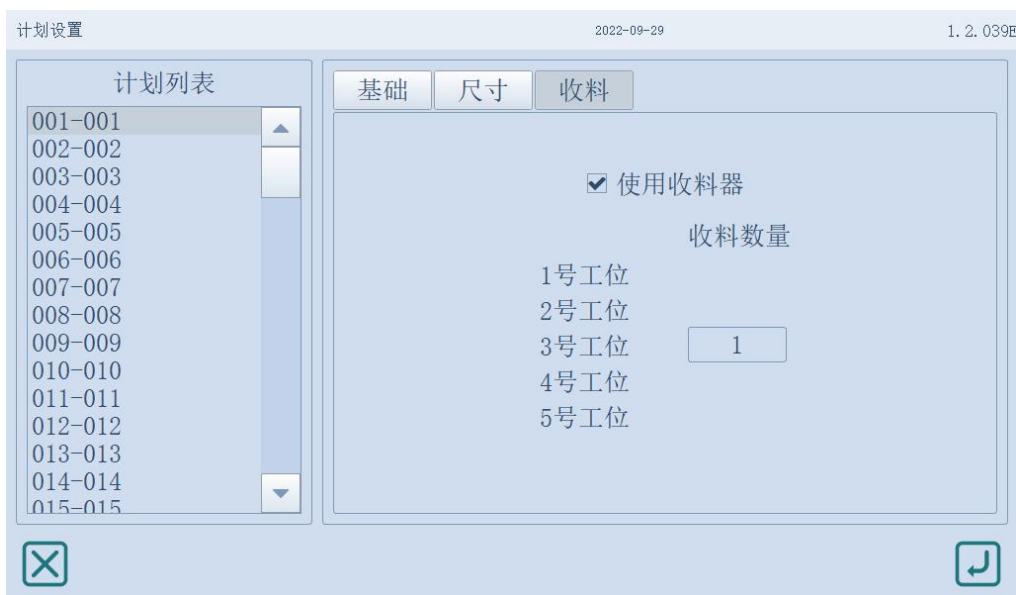 计划设置
2022-09-29
1.2.039E
计划列表
001-001
002-002
003-003
004-004
005-005
006-006
007-007
008-008
009-009
010-010
011-011
012-012
013-013
014-014
015-015
基础
尺寸
收料
使用收料器
收料数量
1号工位
2号工位
3号工位
1
4号工位
5号工位